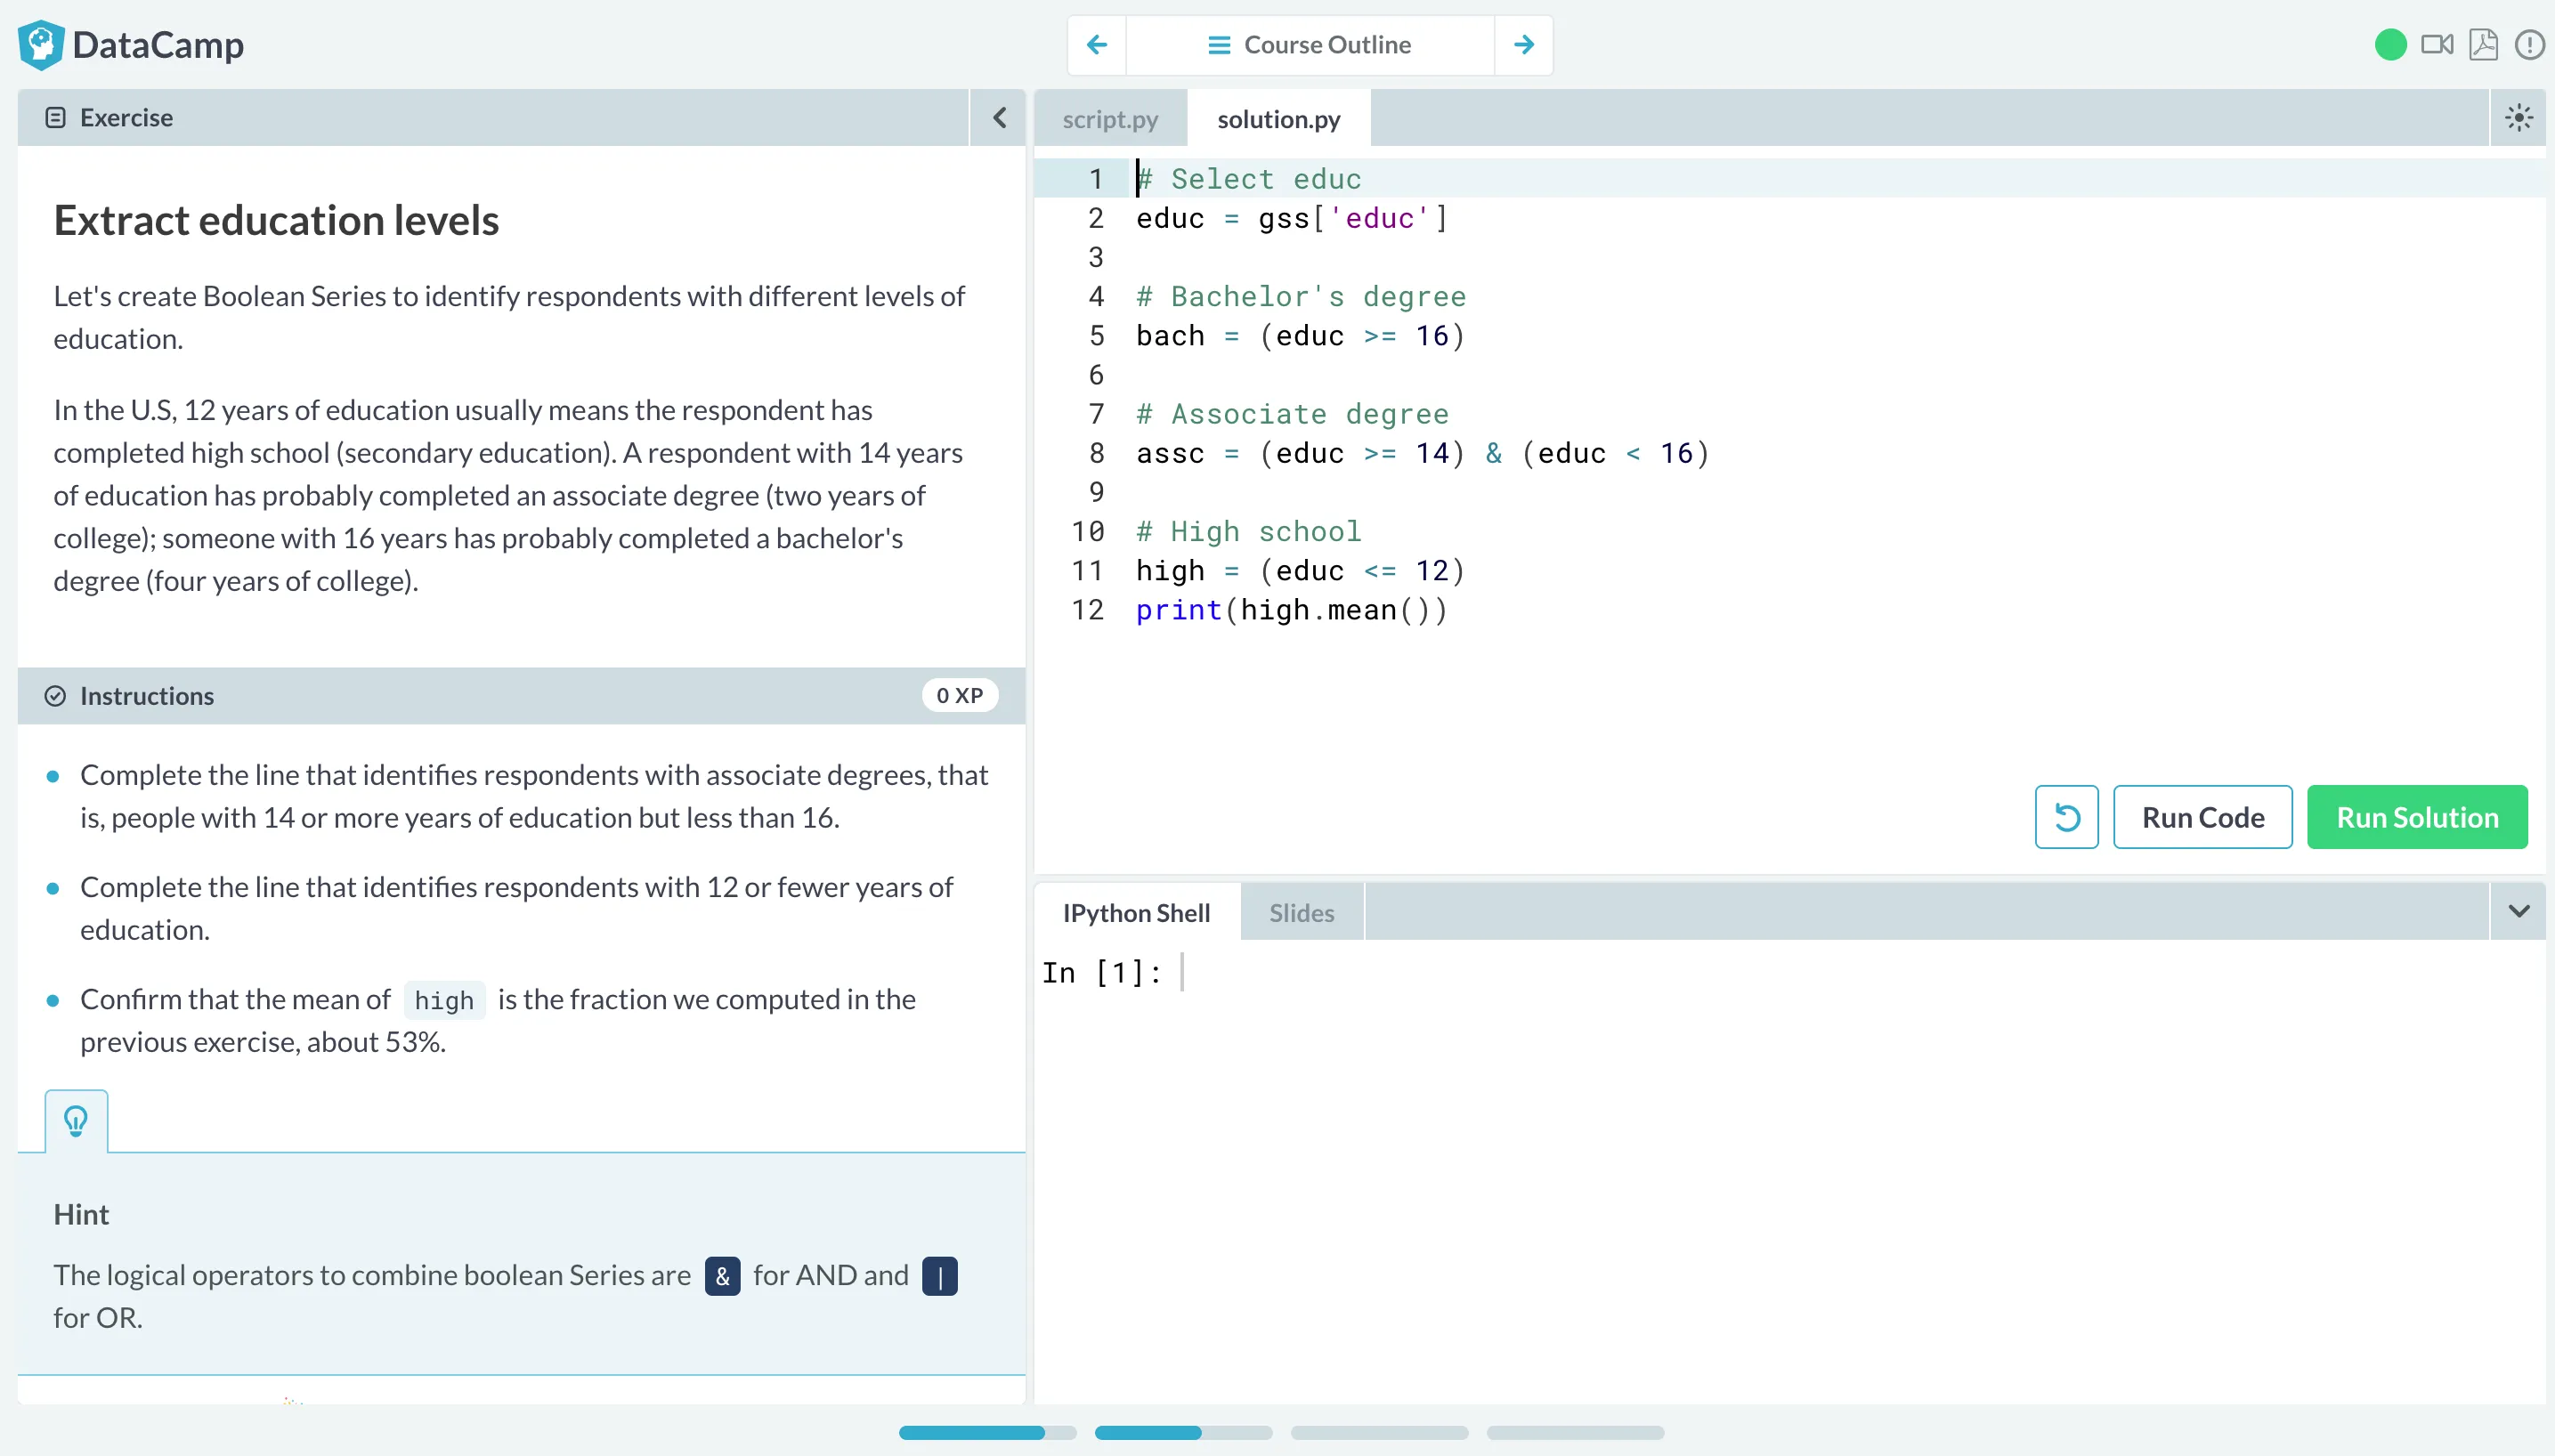 DataCamp
Course Outline
Exercise
Extract education levels
Let's create Boolean Series to identify respondents with different levels of
education.
In the U.S, 12 years of education usually means the respondent has
completed high school (secondary education). A respondent with 14 years
of education has probably completed an associate degree (two years of
college); someone with 16 years has probably completed a bachelor's
degree (four years of college).
Instructions
0 XP
Complete the line that identifies respondents with associate degrees, that
is, people with 14 or more years of education but less than 16.
Complete the line that identifies respondents with 12 or fewer years of
education.
Confirm that the mean of high is the fraction we computed in the
previous exercise, about 53%.
Hint
The logical operators to combine boolean Series are & for AND and |
for OR.
script.py
solution.py
1 # Select educ
2 educ = gss['educ']
3
4 # Bachelor's degree
5 bach = (educ >= 16)
6
7 # Associate degree
8 assc = (educ >= 14) & (educ < 16)
9
10 # High school
11 high = (educ <= 12)
12 print(high.mean())
Run Code
Run Solution
IPython Shell
Slides
In [1]: